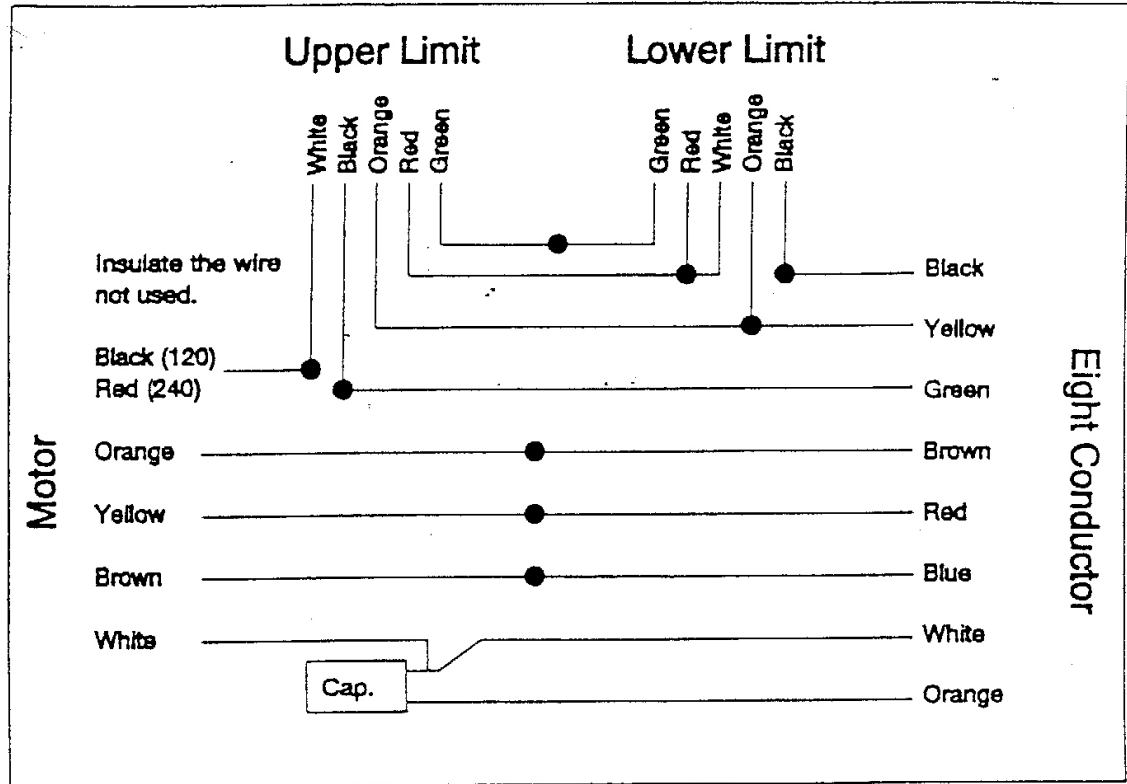 Upper Limit
Lower Limit
White
Black
Orange
Red
Green
Green
Red
White
Orange
Black
Insulate the wire
not used.
Black
Yellow
Black (120)
Red (240)
Green
Orange
Brown
Yellow
Red
Brown
Blue
White
White
Cap.
Orange
Motor
Eight Conductor